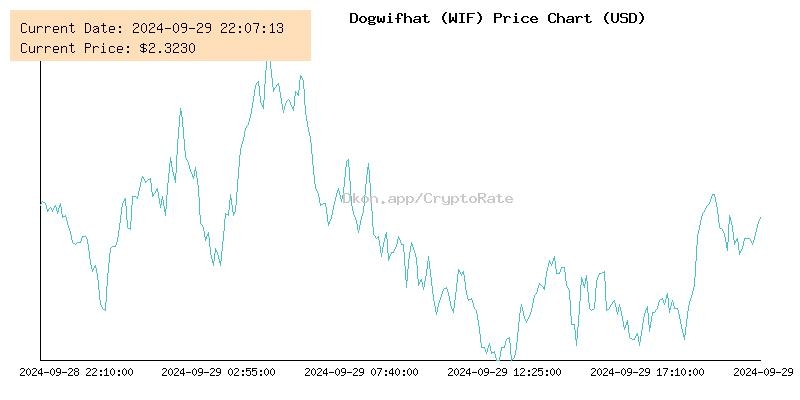 Dogwifhat (WIF) Price Chart (USD)
Current Date: 2024-09-29 22:07:13
Current Price: $2.3230
Dkon.app/CryptoRate
2024-09-28 22:10:00 2024-09-29 02:55:00 2024-09-29 07:40:00 2024-09-29 12:25:00 2024-09-29 17:10:00 2024-09-29